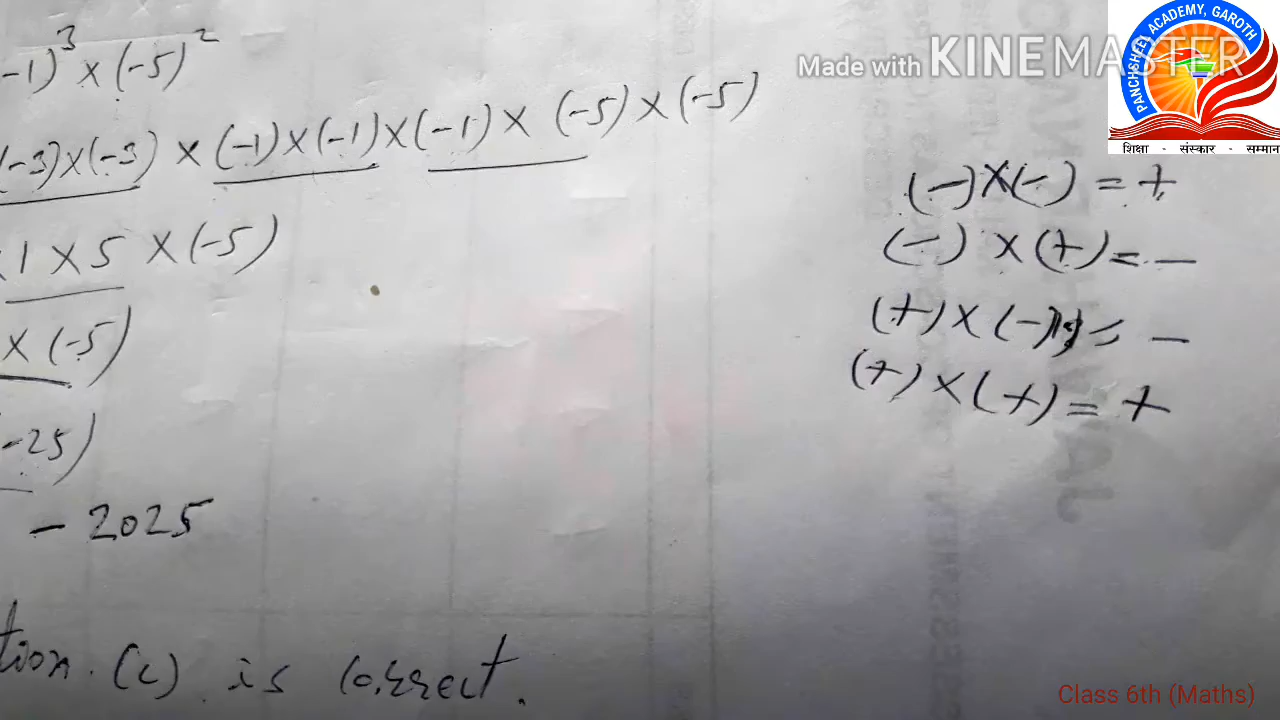 -1)³ × (-5)²
(-3)×(-3) × (-1)×(-1)×(-1)× (-5)×(-5)
× 1 × 5 × (-5)
× (-5)
-25)
- 2025
tion. (c) is correct.
(-)×(-) = +
(-) × (+) = -
(+)×(-) = -
(+)×(+) = +
Made with KINEMASTER
PANCHSHEEL ACADEMY, GAROTH
शिक्षा - संस्कार - सम्मान
Class 6th (Maths)